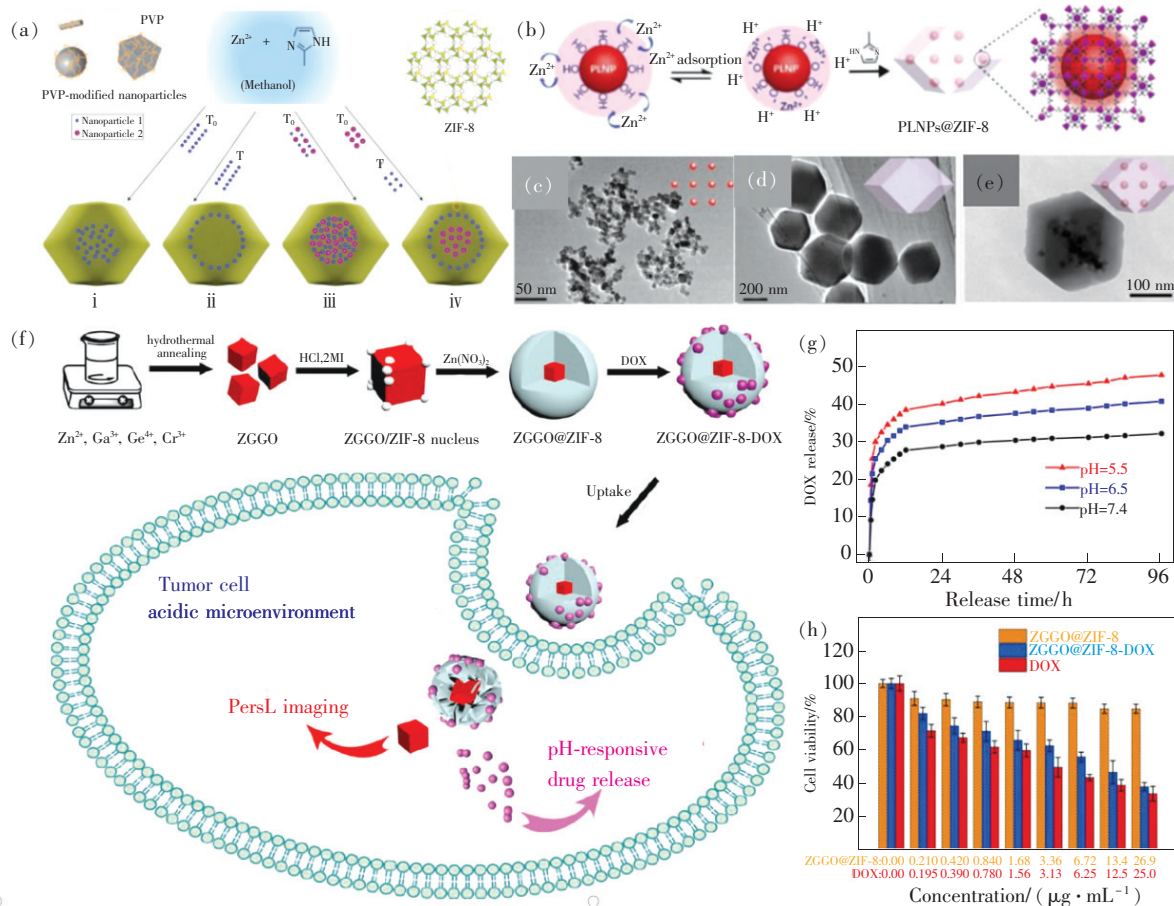 (a)
PVP
PVP-modified nanoparticles
Nanoparticle 1
Nanoparticle 2
Zn²⁺ +
N
NH
(Methanol)
ZIF-8
T₀
T
T₀
T₀
T
i
ii
iii
iv
(b)
Zn²⁺
Zn²⁺
Zn²⁺
Zn²⁺
HO
OH
PLNP
Zn²⁺ adsorption
H⁺
H⁺
H⁺
H⁺
H⁺
H⁺
PLNP
Zn²⁺
H⁺
HN
N
PLNPs@ZIF-8
(c)
50 nm
(d)
200 nm
(e)
100 nm
(f)
hydrothermal
annealing
HCl,2MI
Zn(NO₃)₂
DOX
Zn²⁺, Ga³⁺, Ge⁴⁺, Cr³⁺
ZGGO
ZGGO/ZIF-8 nucleus
ZGGO@ZIF-8
ZGGO@ZIF-8-DOX
Uptake
Tumor cell
acidic microenvironment
PersL imaging
pH-responsive
drug release
(g)
DOX release/%
50
40
30
20
10
0
pH=5.5
pH=6.5
pH=7.4
0 24 48 72 96
Release time/h
(h)
Cell viability/%
120
100
80
60
40
20
ZGGO@ZIF-8
ZGGO@ZIF-8-DOX
DOX
ZGGO@ZIF-8:0.00 0.210 0.420 0.840 1.68 3.36 6.72 13.4 26.9
DOX:0.00 0.195 0.390 0.780 1.56 3.13 6.25 12.5 25.0
Concentration/ (μg·mL⁻¹)